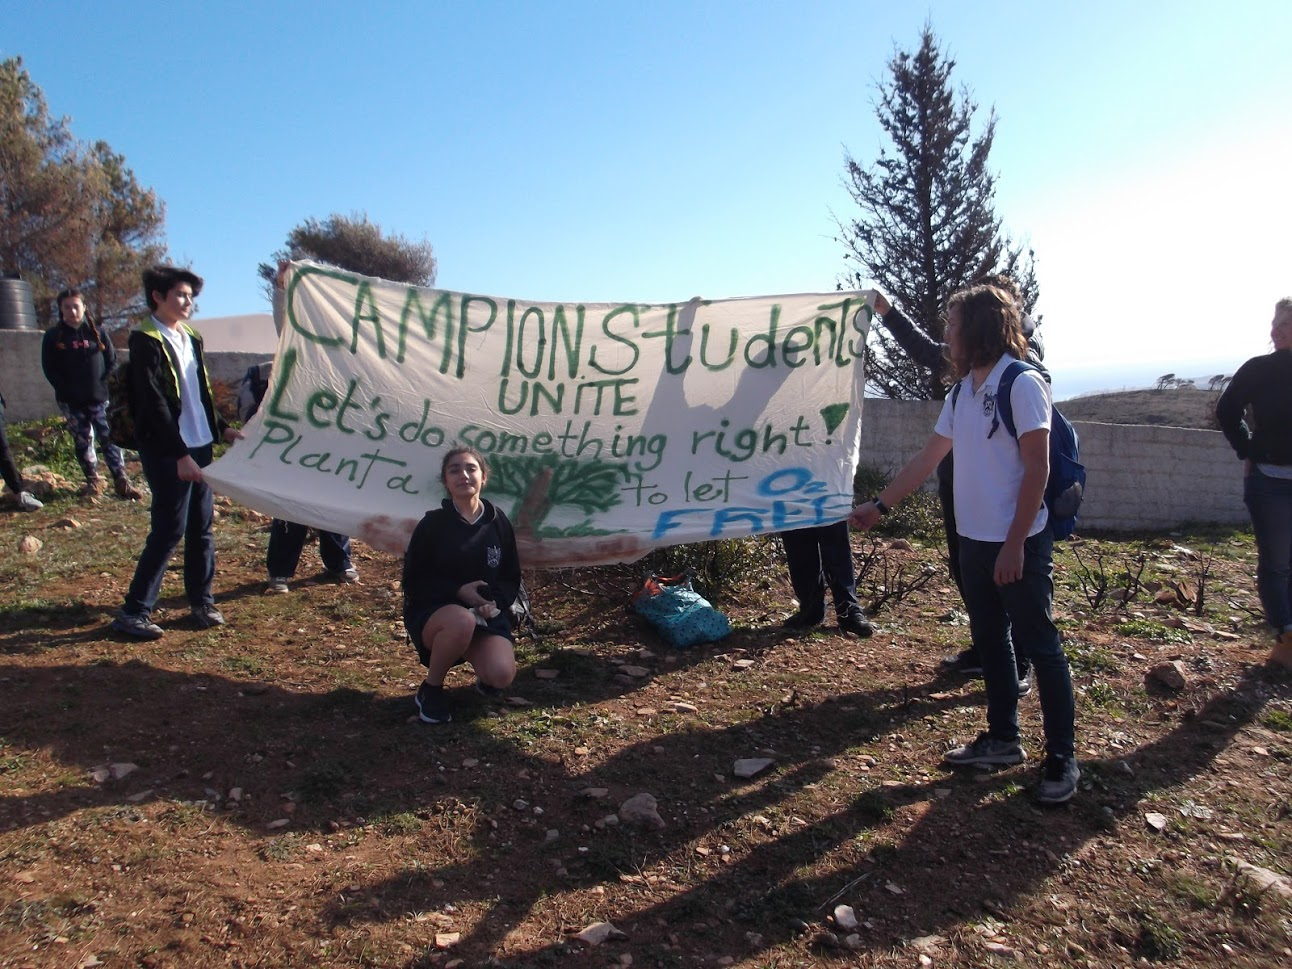 CAMPION Students
UNITE
Let's do something right!
Plant a to let O₂
FREE